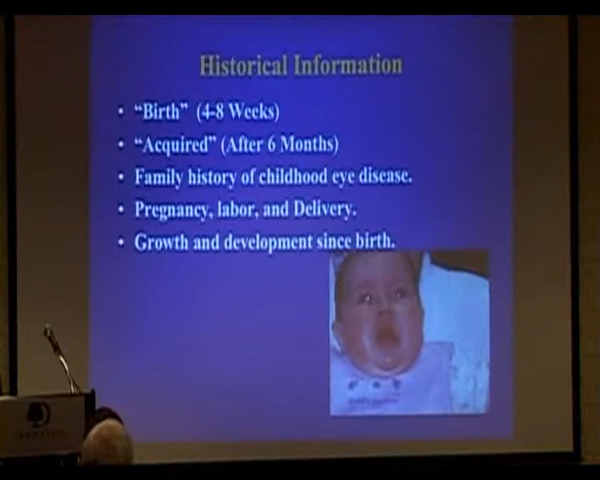 Historical Information
• “Birth” (4-8 Weeks)
• “Acquired” (After 6 Months)
• Family history of childhood eye disease.
• Pregnancy, labor, and Delivery.
• Growth and development since birth.